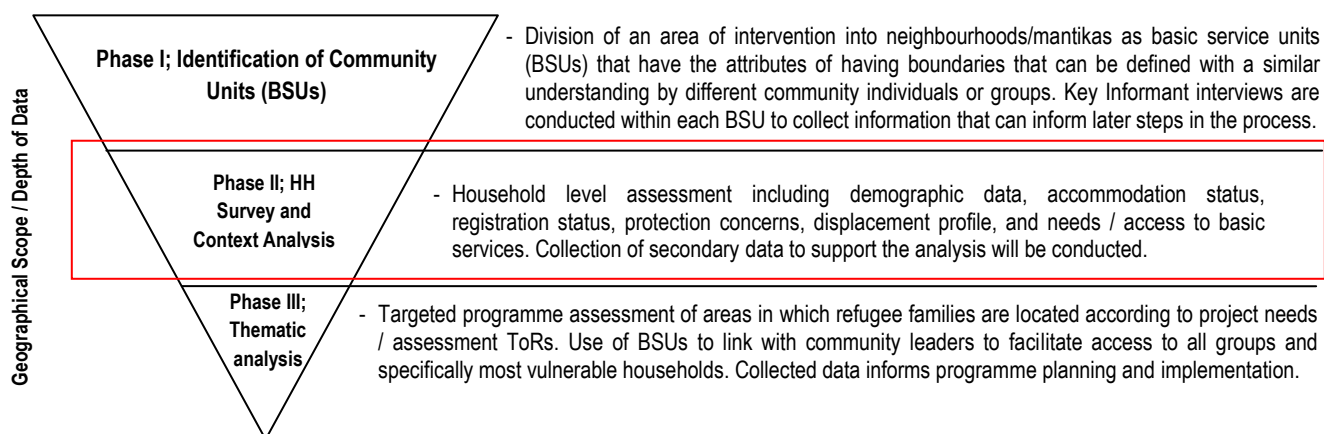 Geographical Scope / Depth of Data
Phase I; Identification of Community
Units (BSUs)
- Division of an area of intervention into neighbourhoods/mantikas as basic service units
(BSUs) that have the attributes of having boundaries that can be defined with a similar
understanding by different community individuals or groups. Key Informant interviews are
conducted within each BSU to collect information that can inform later steps in the process.
Phase II; HH
Survey and
Context Analysis
- Household level assessment including demographic data, accommodation status,
registration status, protection concerns, displacement profile, and needs / access to basic
services. Collection of secondary data to support the analysis will be conducted.
Phase III;
Thematic
analysis
- Targeted programme assessment of areas in which refugee families are located according to project needs
/ assessment ToRs. Use of BSUs to link with community leaders to facilitate access to all groups and
specifically most vulnerable households. Collected data informs programme planning and implementation.